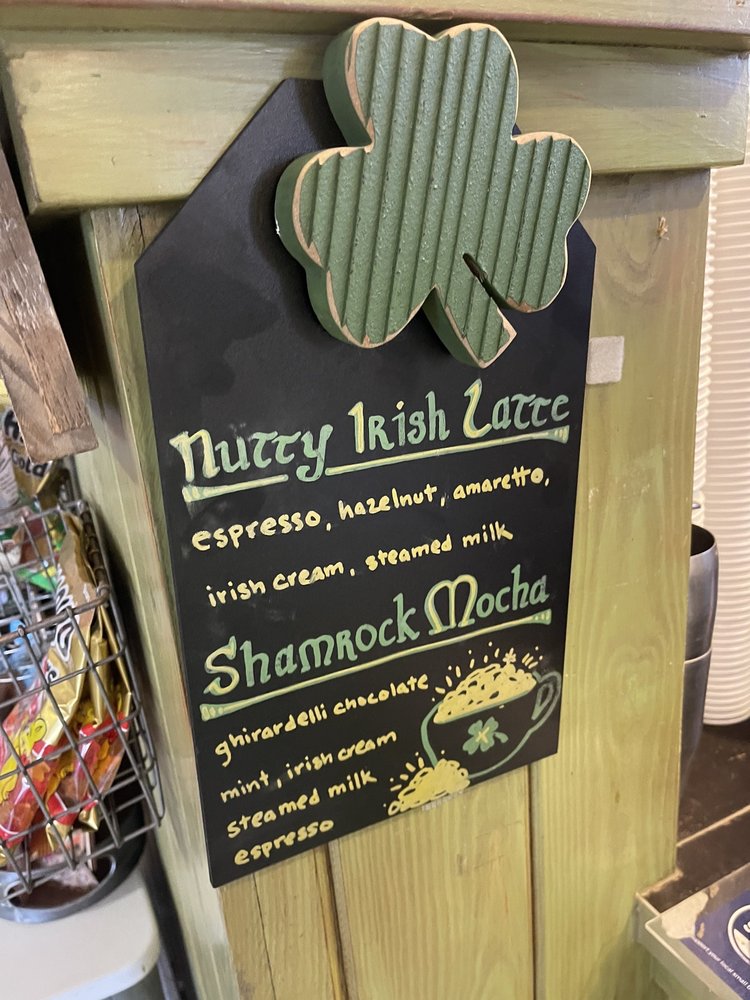 Nutty Irish Latte
espresso, hazelnut, amaretto,
irish cream, steamed milk
Shamrock Mocha
ghirardelli chocolate
mint, irish cream
steamed milk
espresso